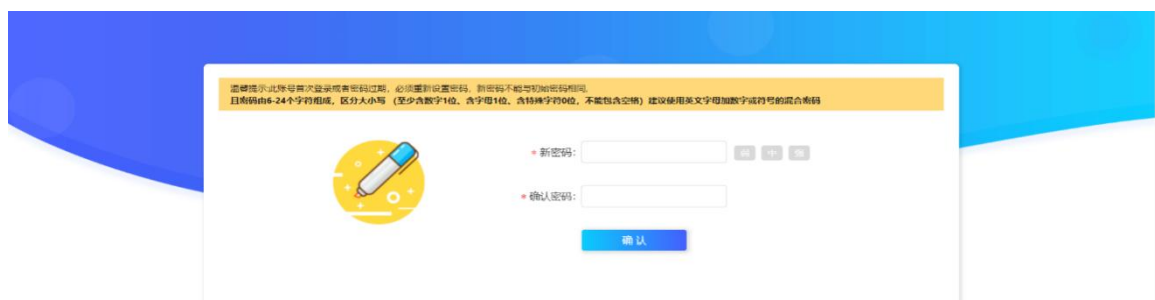 温馨提示:此账号首次登录或者密码过期，必须重新设置密码，新密码不能与初始密码相同。
且密码由6-24个字符组成，区分大小写（至少含数字1位、含字母1位、含特殊字符0位，不能包含空格）建议使用英文字母加数字或符号的混合密码
* 新密码: 弱 中 强
* 确认密码:
确 认